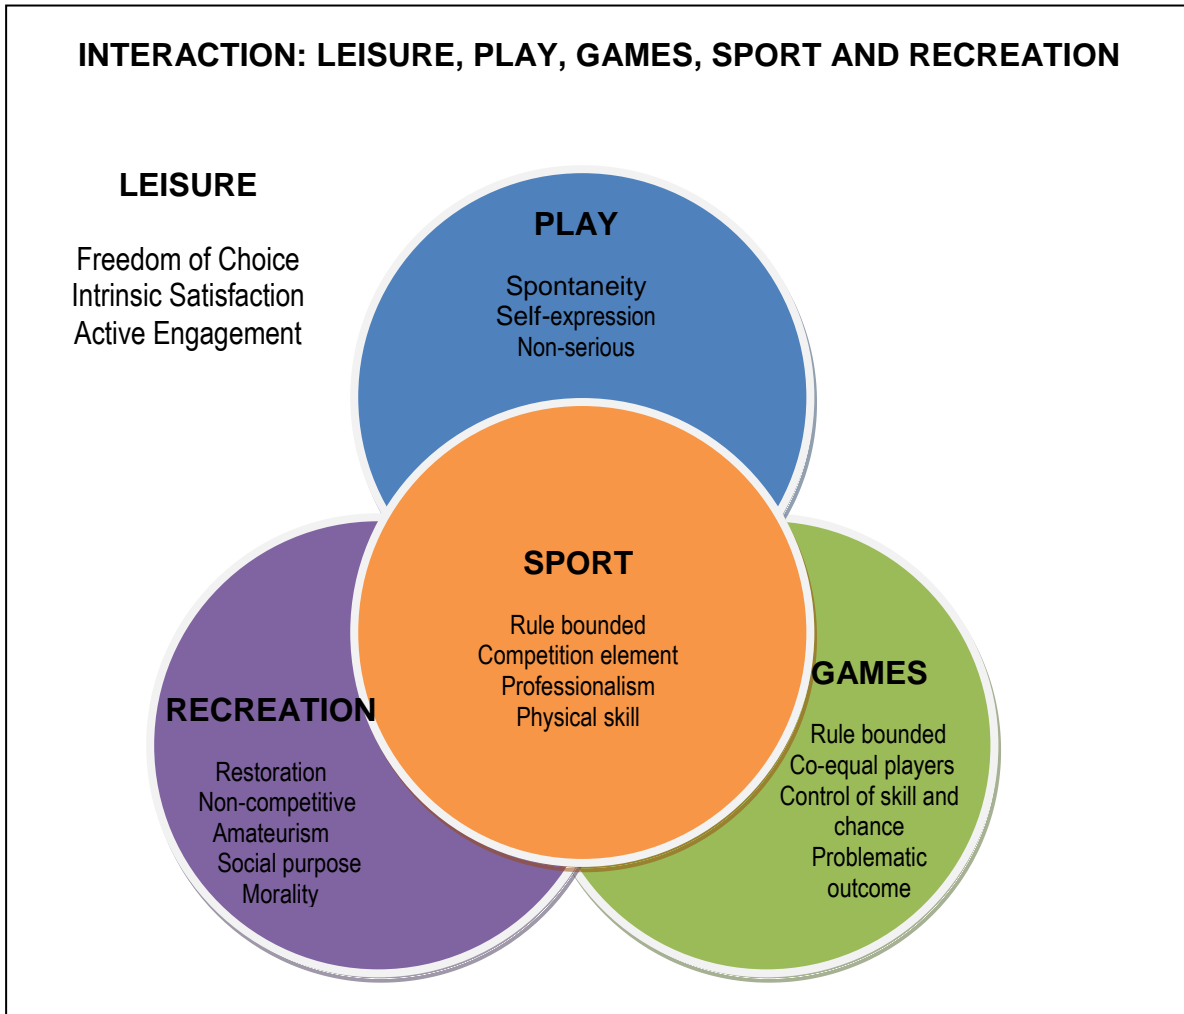 INTERACTION: LEISURE, PLAY, GAMES, SPORT AND RECREATION
LEISURE
Freedom of Choice
Intrinsic Satisfaction
Active Engagement
PLAY
Spontaneity
Self-expression
Non-serious
SPORT
Rule bounded
Competition element
Professionalism
Physical skill
RECREATION
Restoration
Non-competitive
Amateurism
Social purpose
Morality
GAMES
Rule bounded
Co-equal players
Control of skill and
chance
Problematic
outcome